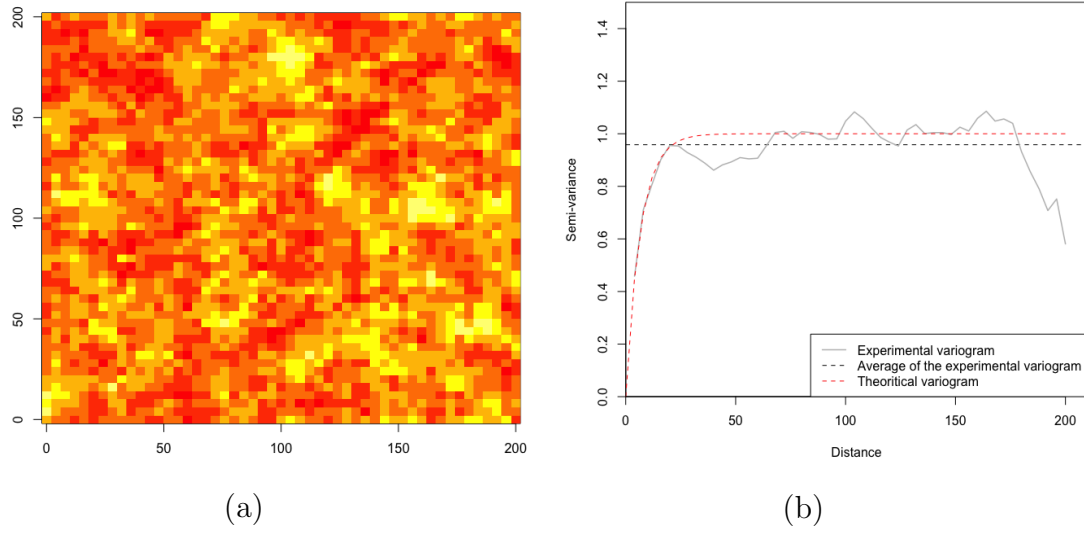 200
150
100
50
0
0 50 100 150 200
(a)
1.4
1.2
1.0
0.8
0.6
0.4
0.2
0.0
Semi-variance
Experimental variogram
Average of the experimental variogram
Theoritical variogram
0 50 100 150 200
Distance
(b)